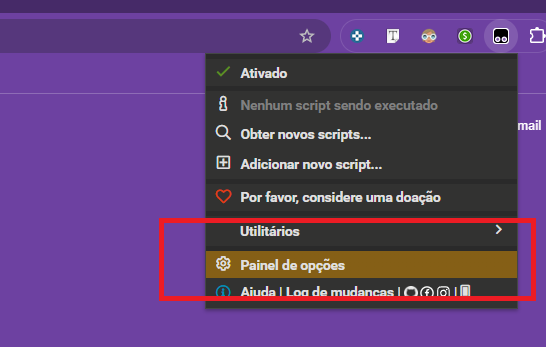 T
$
Ativado
Nenhum script sendo executado
mail
Obter novos scripts...
Adicionar novo script...
Por favor, considere uma doação
Utilitários
Painel de opções
Ajuda | Log de mudanças |